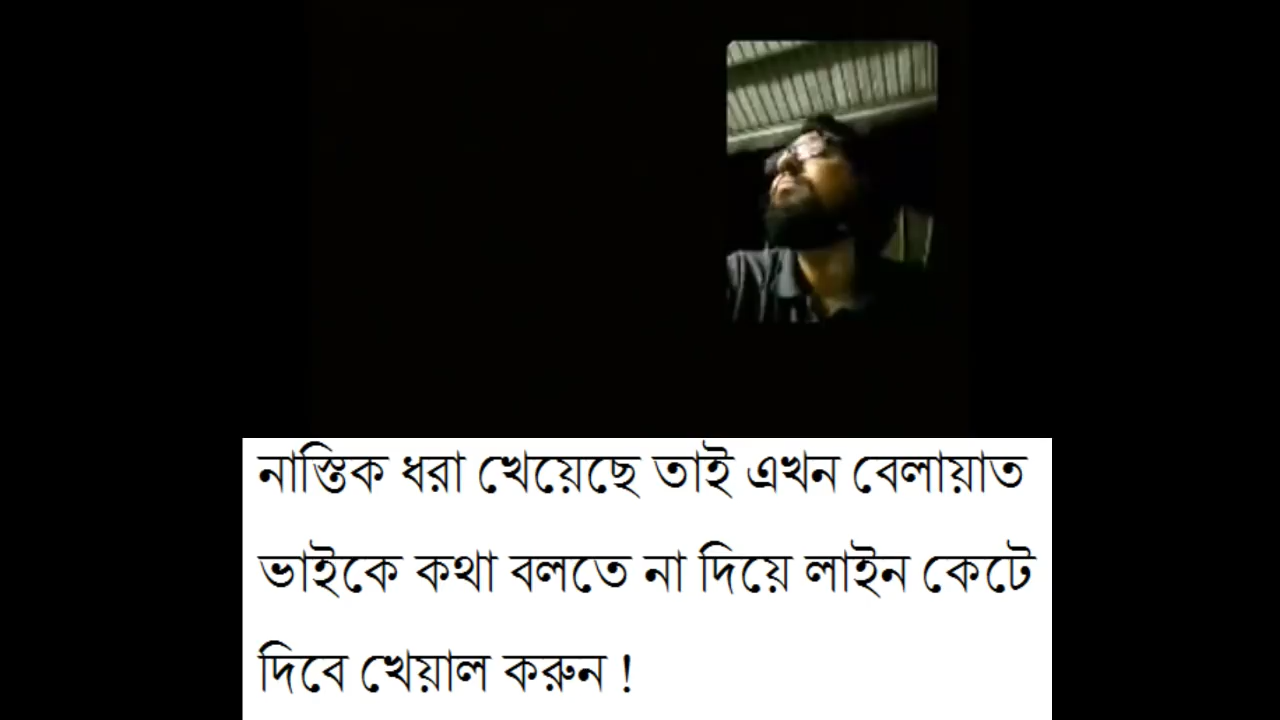 নাস্তিক ধরা খেয়েছে তাই এখন বেলায়াত
ভাইকে কথা বলতে না দিয়ে লাইন কেটে
দিবে খেয়াল করুন !